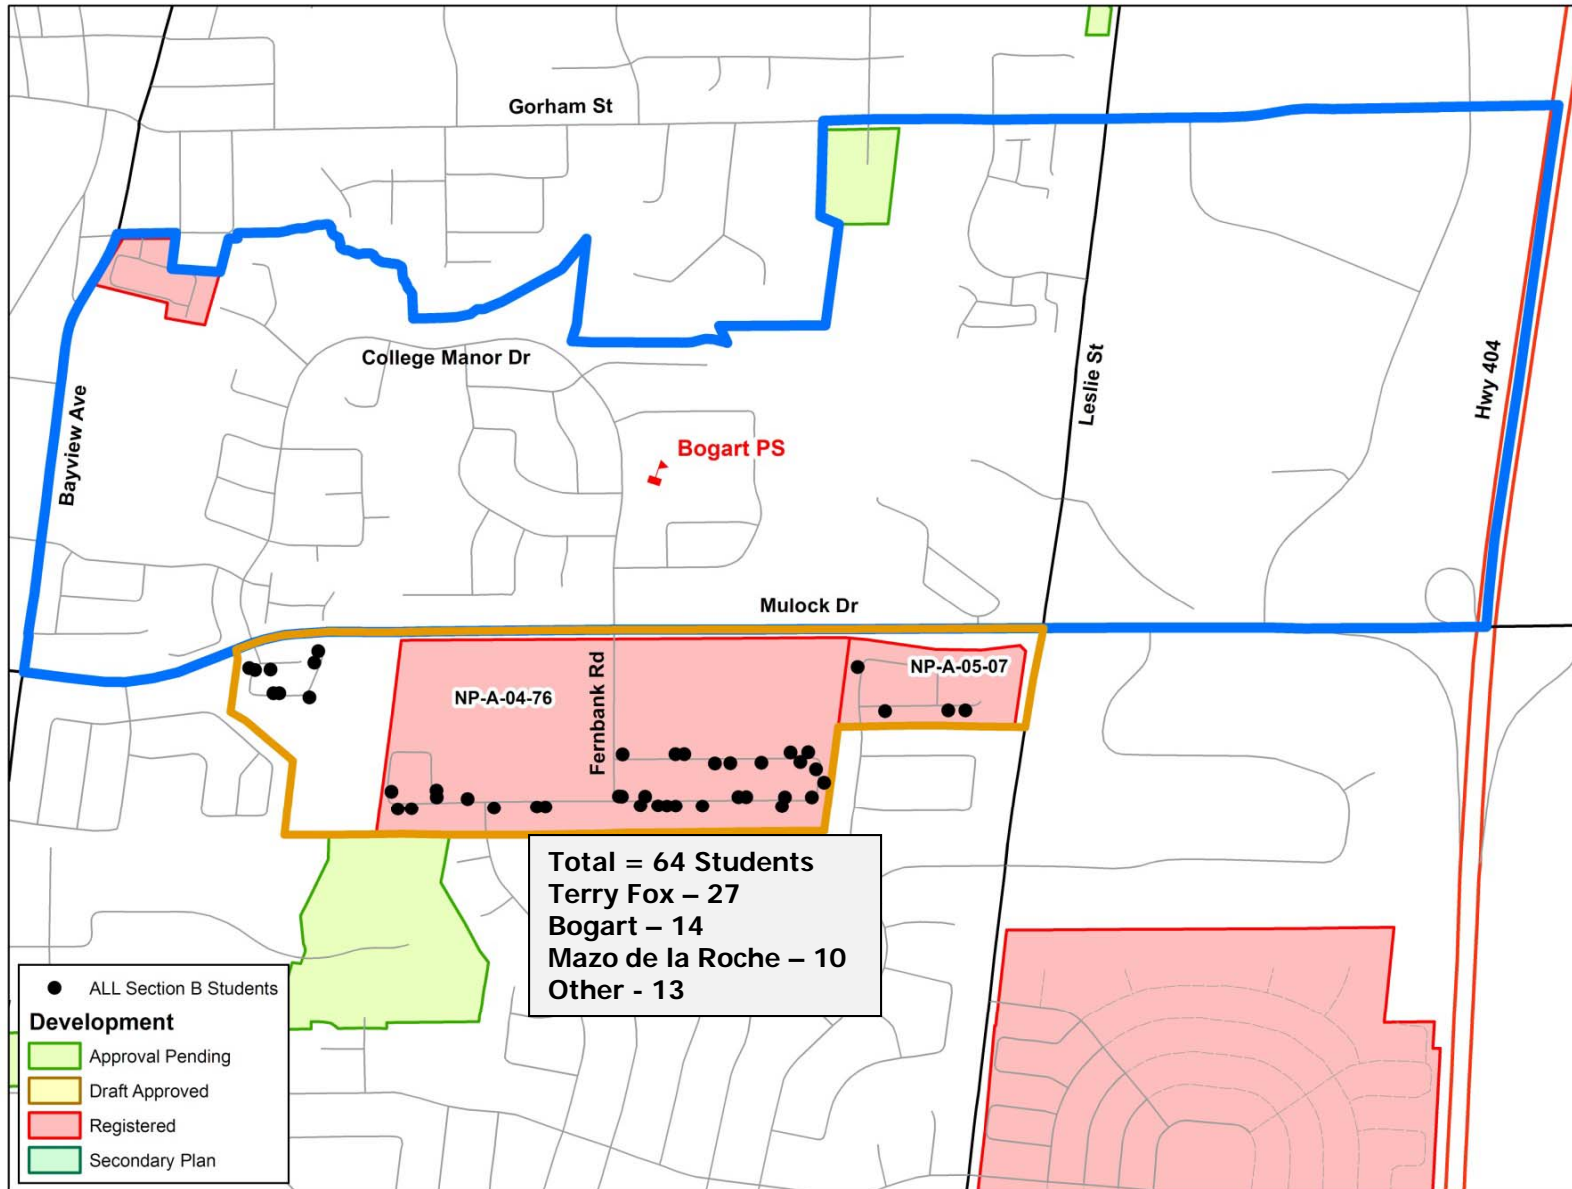 Gorham St
College Manor Dr
Bayview Ave
Leslie St
Hwy 404
Bogart PS
Mulock Dr
NP-A-04-76
Fernbank Rd
NP-A-05-07
Total = 64 Students
Terry Fox – 27
Bogart – 14
Mazo de la Roche – 10
Other - 13
ALL Section B Students
Development
Approval Pending
Draft Approved
Registered
Secondary Plan